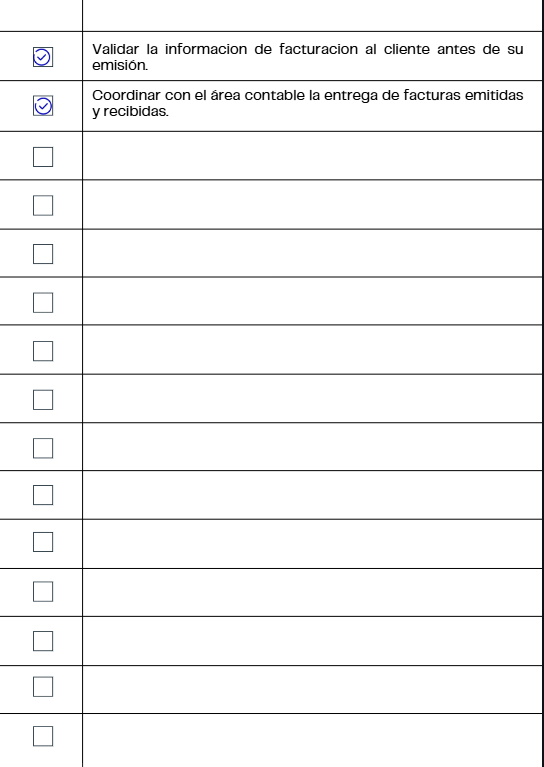 Validar la informacion de facturacion al cliente antes de su
emisión.
Coordinar con el área contable la entrega de facturas emitidas
y recibidas.